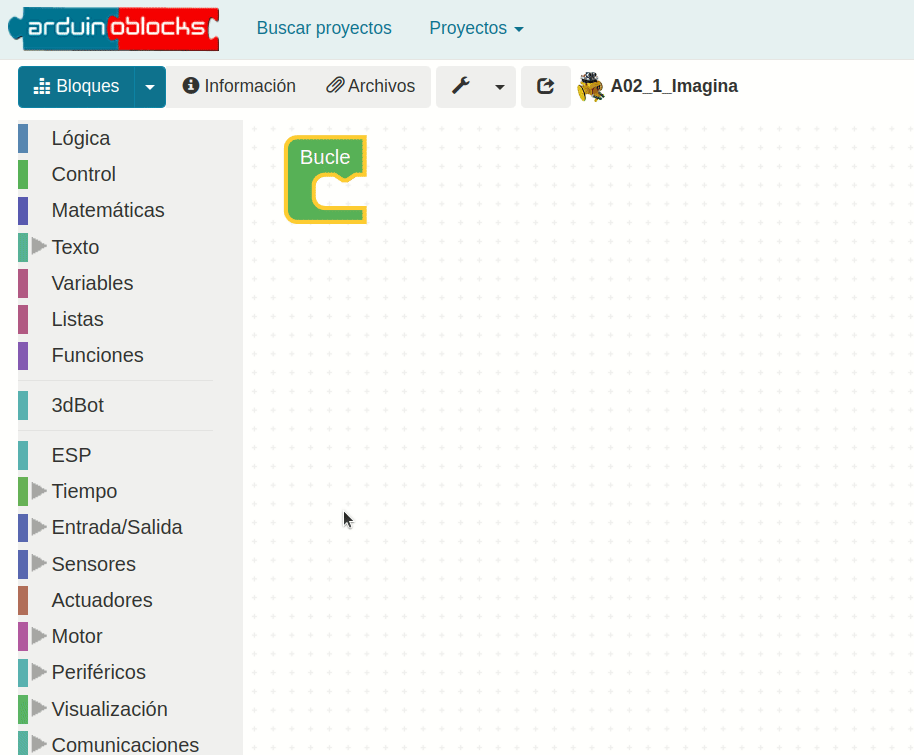 arduinoblocks
Buscar proyectos
Proyectos
Bloques
Información
Archivos
A02_1_Imagina
Lógica
Control
Matemáticas
Texto
Variables
Listas
Funciones
3dBot
ESP
Tiempo
Entrada/Salida
Sensores
Actuadores
Motor
Periféricos
Visualización
Comunicaciones
Bucle